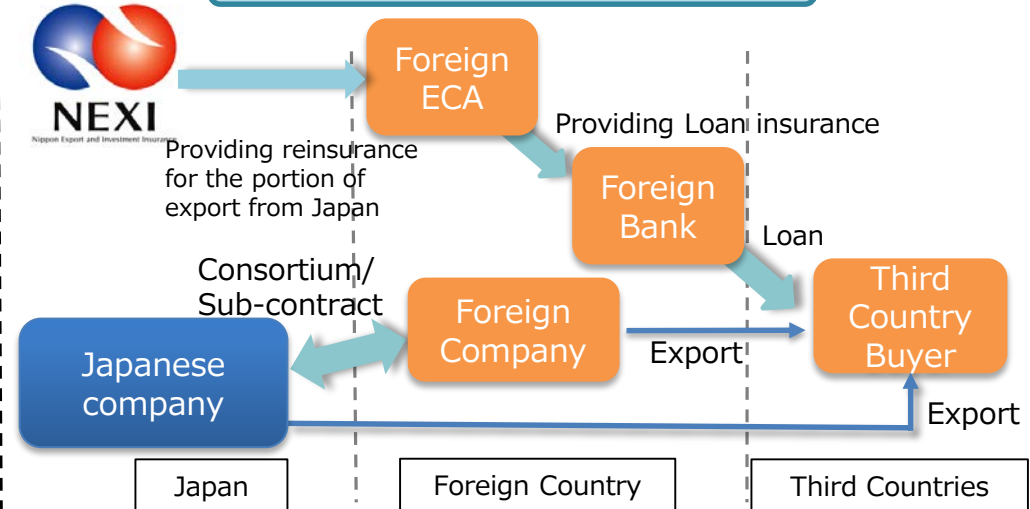 NEXI
Nippon Export and Investment Insurance
Foreign
ECA
Providing Loan insurance
Providing reinsurance
for the portion of
export from Japan
Foreign
Bank
Loan
Consortium/
Sub-contract
Foreign
Company
Third
Country
Buyer
Export
Japanese
company
Export
Japan
Foreign Country
Third Countries